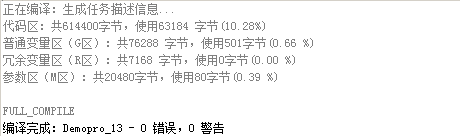 正在编译：生成任务描述信息...
代码区：共614400字节，使用63184 字节(10.28%)
普通变量区（G区）：共76288 字节，使用501字节(0.66 %)
冗余变量区（R区）：共7168 字节，使用0字节(0.00 %)
参数区（M区）：共20480字节，使用80字节(0.39 %)
FULL_COMPILE
编译完成：Demopro_13 - 0 错误，0 警告